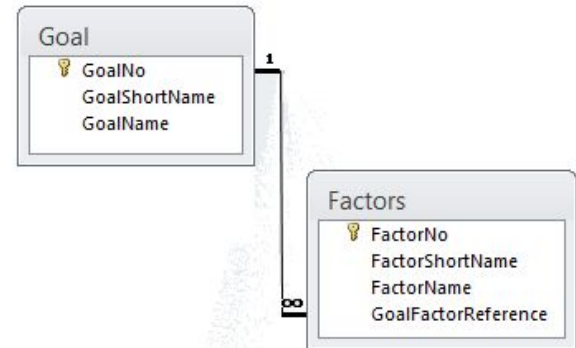 Goal
GoalNo
GoalShortName
GoalName
1
Factors
FactorNo
FactorShortName
FactorName
GoalFactorReference
∞